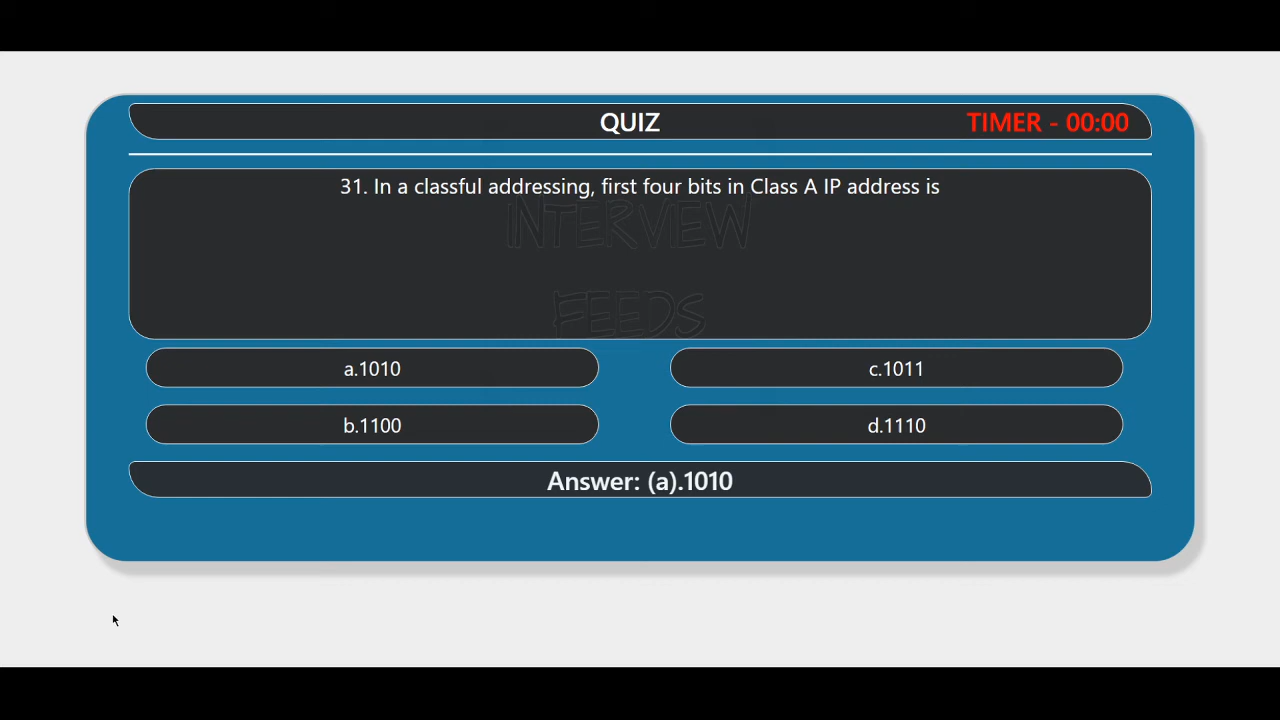 QUIZ
TIMER - 00:00
31. In a classful addressing, first four bits in Class A IP address is
INTERVIEW
FEEDS
a.1010
c.1011
b.1100
d.1110
Answer: (a).1010